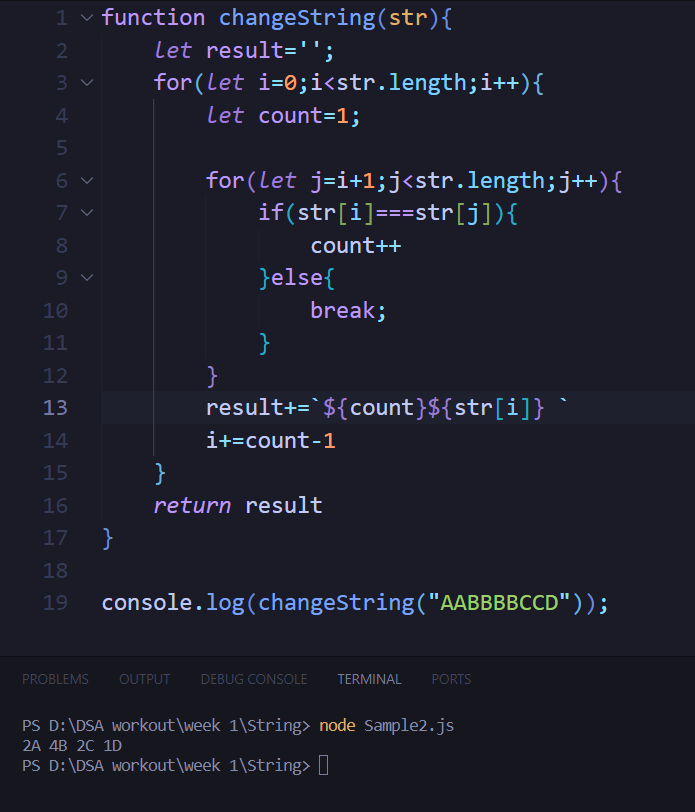 1 function changeString(str){
2     let result='';
3     for(let i=0;i<str.length;i++){
4         let count=1;
5
6         for(let j=i+1;j<str.length;j++){
7             if(str[i]===str[j]){
8                 count++
9             }else{
10                 break;
11             }
12         }
13         result+=`${count}${str[i]} `
14         i+=count-1
15     }
16     return result
17 }
18
19 console.log(changeString("AABBBBCCD"));
PROBLEMS OUTPUT DEBUG CONSOLE TERMINAL PORTS
PS D:\DSA workout\week 1\String> node Sample2.js
2A 4B 2C 1D
PS D:\DSA workout\week 1\String>